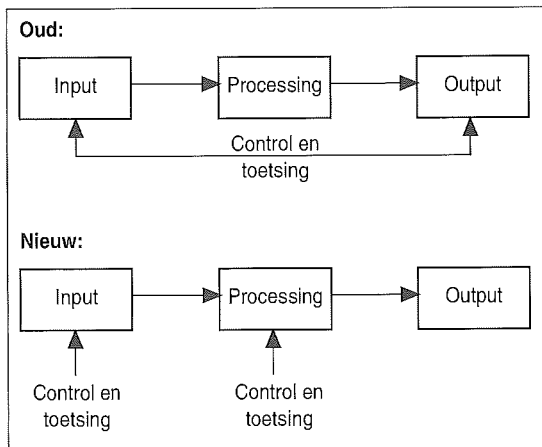 Oud:
Input
Processing
Output
Control en
toetsing
Nieuw:
Input
Processing
Output
Control en
toetsing
Control en
toetsing